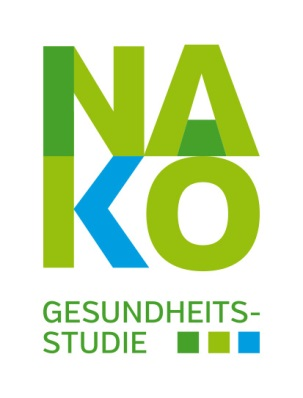 NA
KO
GESUNDHEITS-
STUDIE